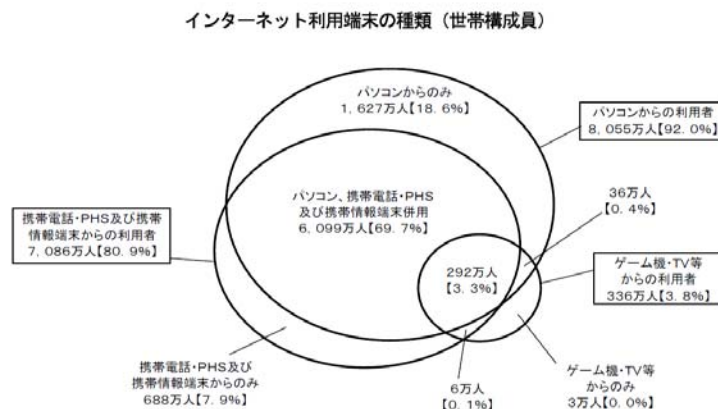 インターネット利用端末の種類（世帯構成員）
パソコンからのみ
1,627万人【18.6%】
パソコンからの利用者
8,055万人【92.0%】
パソコン、携帯電話・PHS
及び携帯情報端末併用
6,099万人【69.7%】
36万人
【0.4%】
携帯電話・PHS及び携帯
情報端末からの利用者
7,086万人【80.9%】
292万人
【3.3%】
ゲーム機・TV等
からの利用者
336万人【3.8%】
携帯電話・PHS及び
携帯情報端末からのみ
688万人【7.9%】
6万人
【0.1%】
ゲーム機・TV等
からのみ
3万人【0.0%】